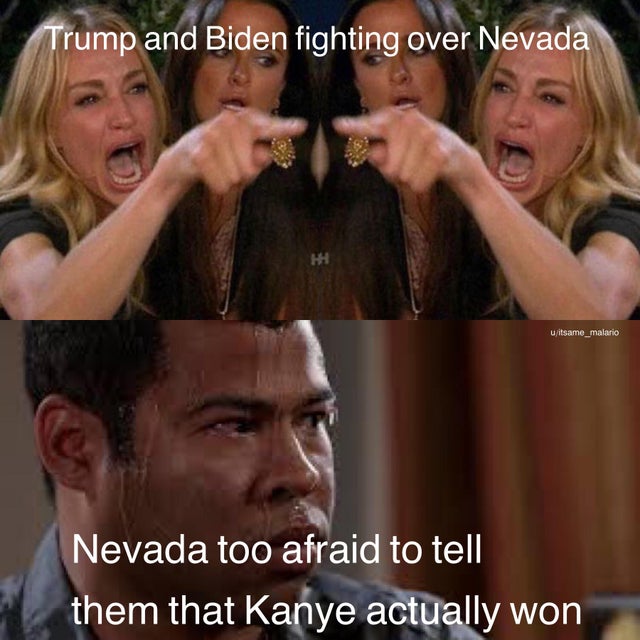 Trump and Biden fighting over Nevada
u/itsame_malario
Nevada too afraid to tell
them that Kanye actually won